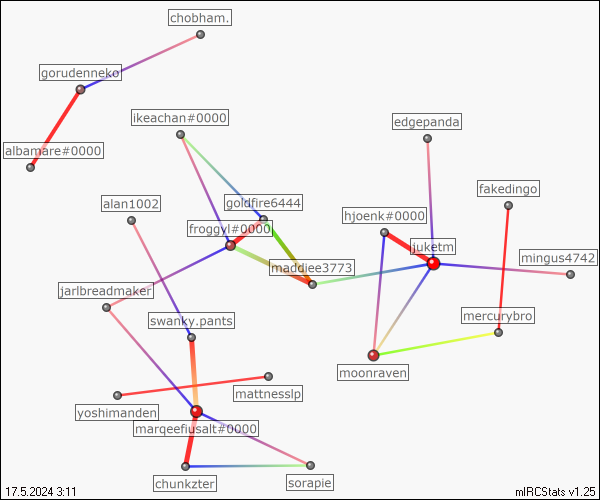 chobham.
gorudenneko
ikeachan#0000
edgepanda
albamare#0000
fakedingo
alan1002
goldfire6444
hjoenk#0000
froggyl#0000
juketm
mingus4742
maddiee3773
jarlbreadmaker
swanky.pants
mercurybro
moonraven
mattnesslp
yoshimanden
marqeefiusalt#0000
chunkzter
sorapie
17.5.2024 3:11
mIRCStats v1.25